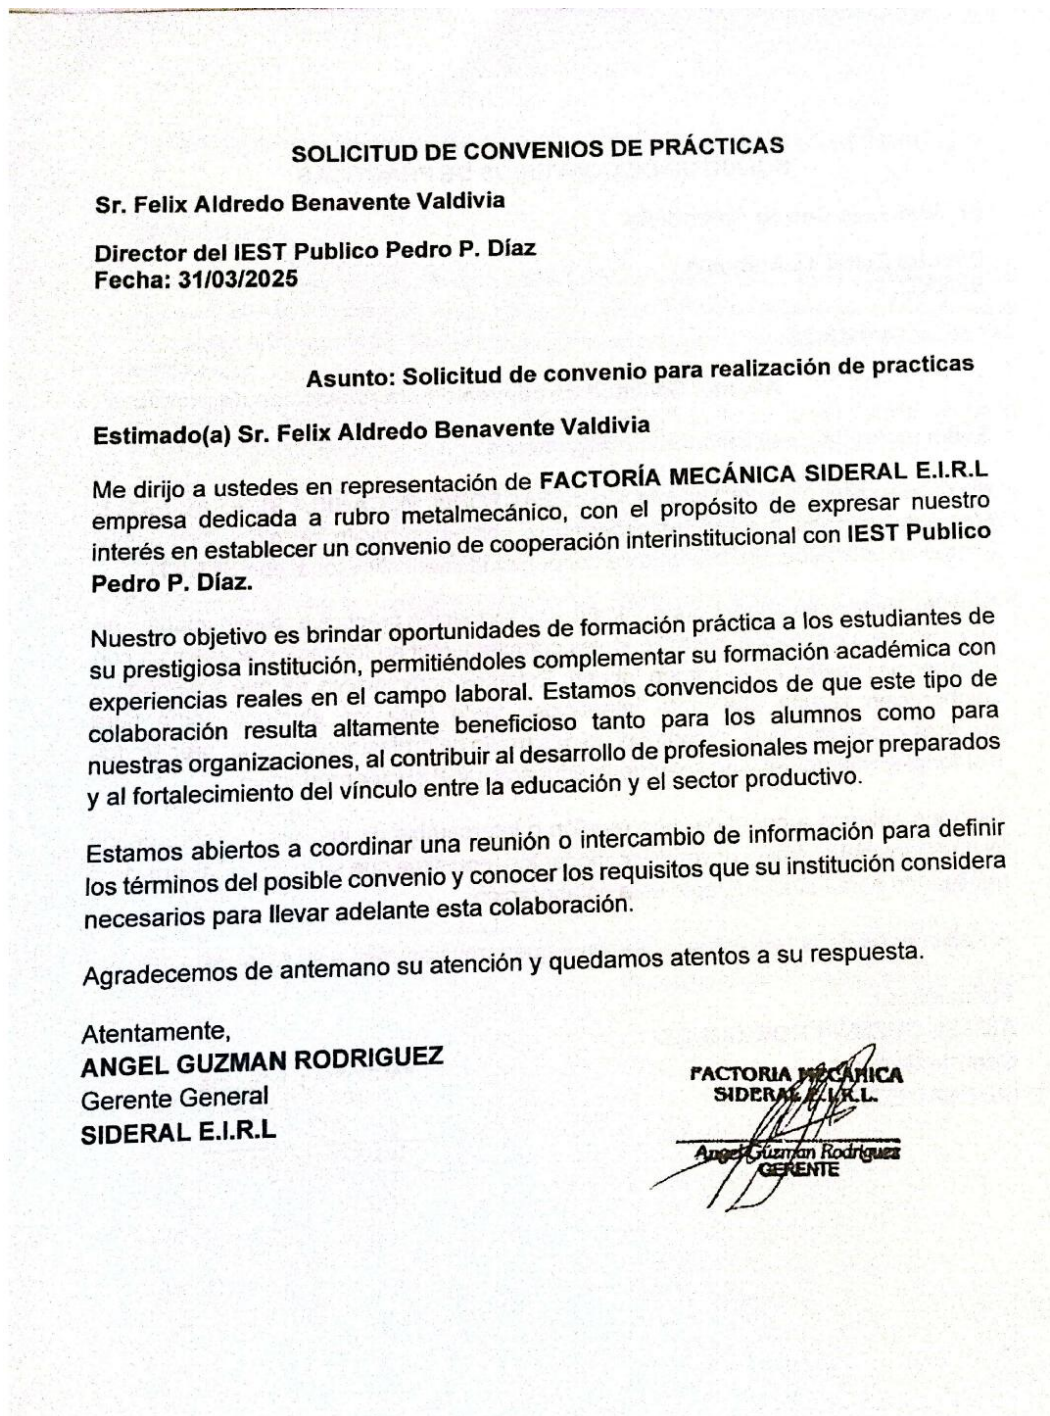 SOLICITUD DE CONVENIOS DE PRÁCTICAS
Sr. Felix Aldredo Benavente Valdivia
Director del IEST Publico Pedro P. Díaz
Fecha: 31/03/2025
Asunto: Solicitud de convenio para realización de practicas
Estimado(a) Sr. Felix Aldredo Benavente Valdivia
Me dirijo a ustedes en representación de FACTORÍA MECÁNICA SIDERAL E.I.R.L
empresa dedicada a rubro metalmecánico, con el propósito de expresar nuestro
interés en establecer un convenio de cooperación interinstitucional con IEST Publico
Pedro P. Díaz.
Nuestro objetivo es brindar oportunidades de formación práctica a los estudiantes de
su prestigiosa institución, permitiéndoles complementar su formación académica con
experiencias reales en el campo laboral. Estamos convencidos de que este tipo de
colaboración resulta altamente beneficioso tanto para los alumnos como para
nuestras organizaciones, al contribuir al desarrollo de profesionales mejor preparados
y al fortalecimiento del vínculo entre la educación y el sector productivo.
Estamos abiertos a coordinar una reunión o intercambio de información para definir
los términos del posible convenio y conocer los requisitos que su institución considera
necesarios para llevar adelante esta colaboración.
Agradecemos de antemano su atención y quedamos atentos a su respuesta.
Atentamente,
ANGEL GUZMAN RODRIGUEZ
Gerente General
SIDERAL E.I.R.L
FACTORIA MECANICA
SIDERAL E.I.R.L.
Angel Guzman Rodriguez
GERENTE